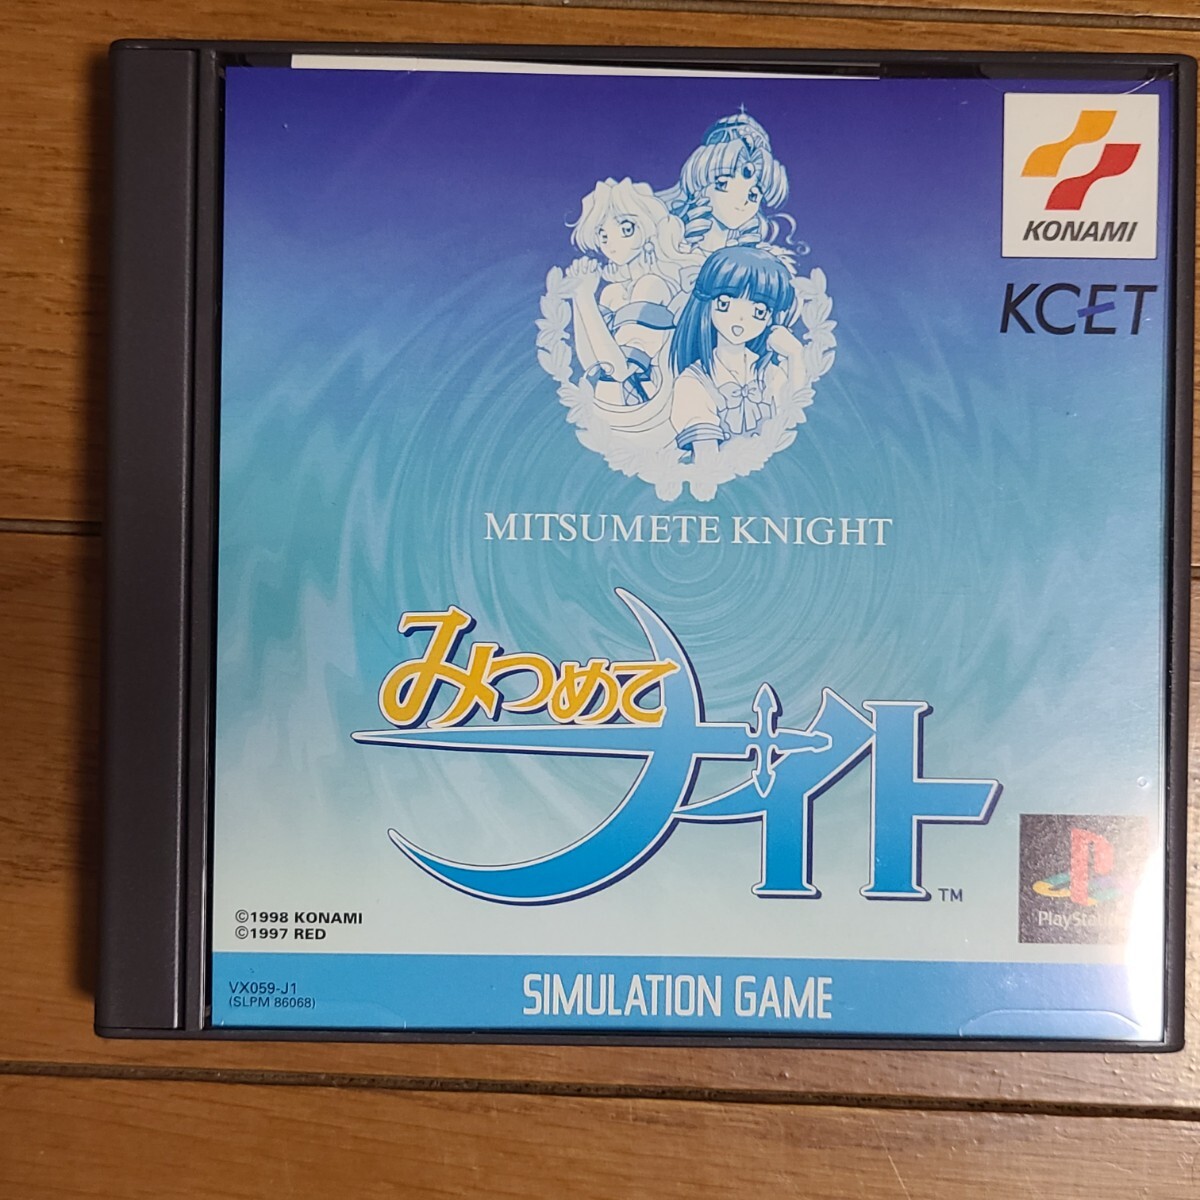 KONAMI
KCET
MITSUMETE KNIGHT
みつめて
ナイト
TM
©1998 KONAMI
©1997 RED
PlayStation
VX059-J1
(SLPM 86068)
SIMULATION GAME